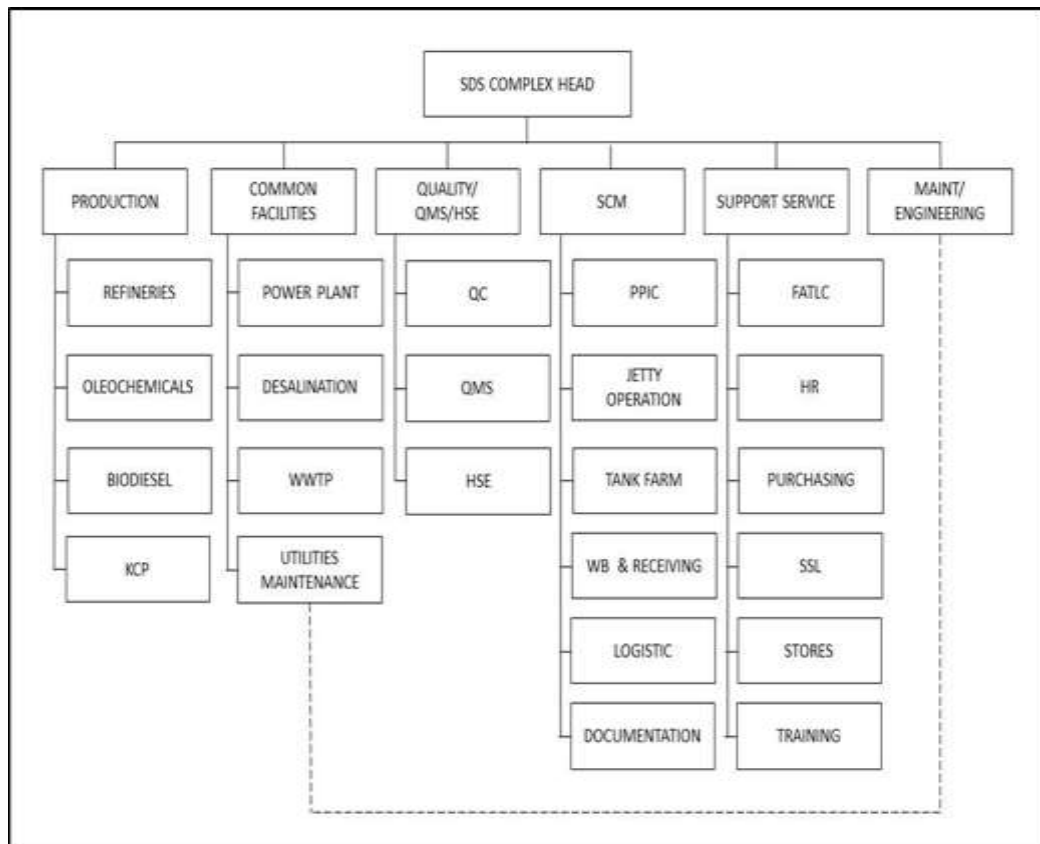 SDS COMPLEX HEAD
PRODUCTION
COMMON
FACILITIES
QUALITY/
QMS/HSE
SCM
SUPPORT SERVICE
MAINT/
ENGINEERING
REFINERIES
POWER PLANT
QC
PPIC
FATLC
OLEOCHEMICALS
DESALINATION
QMS
JETTY
OPERATION
HR
BIODIESEL
WWTP
HSE
TANK FARM
PURCHASING
KCP
UTILITIES
MAINTENANCE
WB & RECEIVING
SSL
LOGISTIC
STORES
DOCUMENTATION
TRAINING